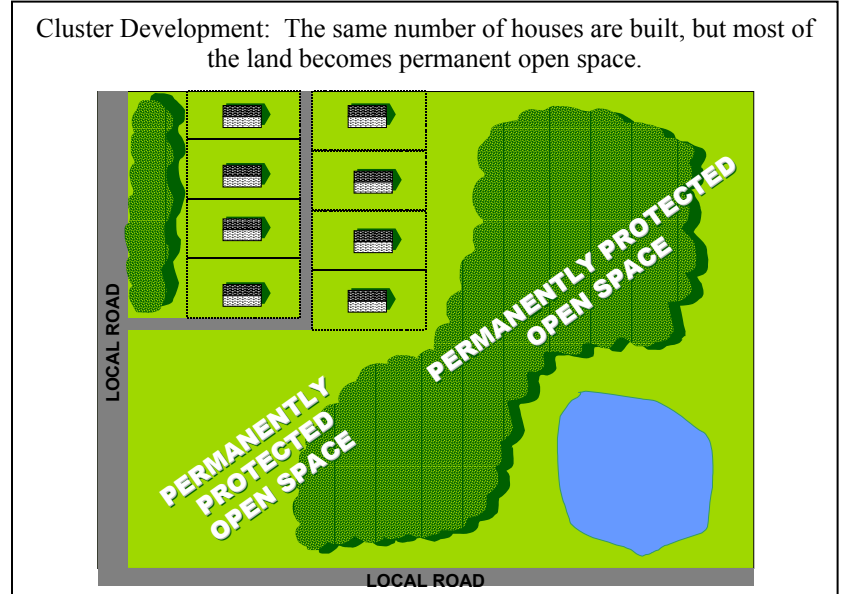 Cluster Development:  The same number of houses are built, but most of
the land becomes permanent open space.
PERMANENTLY PROTECTED
OPEN SPACE
LOCAL ROAD
PERMANENTLY
PROTECTED
OPEN SPACE
LOCAL ROAD